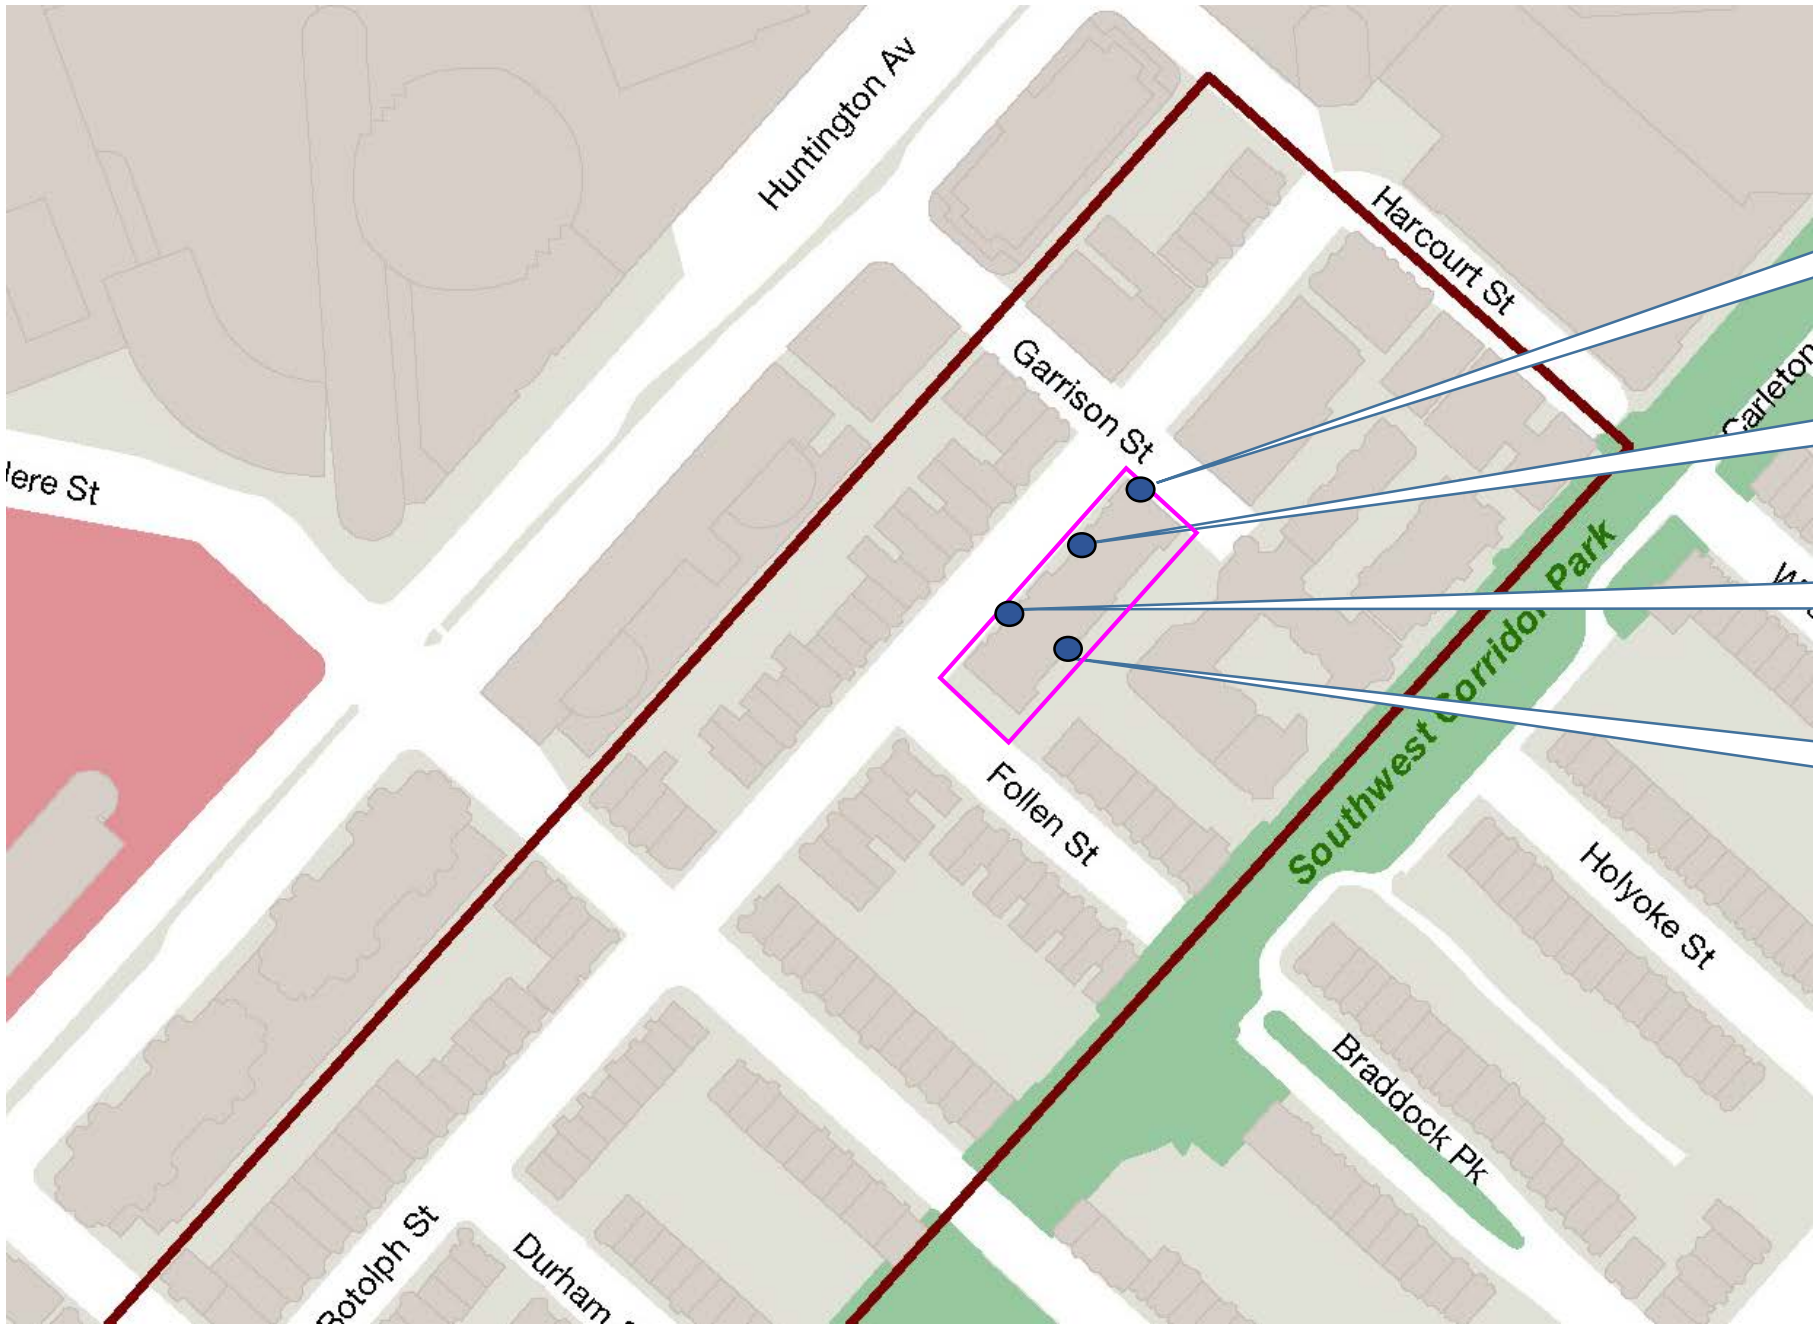 Huntington Av
Harcourt St
Garrison St
Carleton
lere St
Southwest Corridor Park
Follen St
Holyoke St
Braddock Pk
Botolph St
Durham